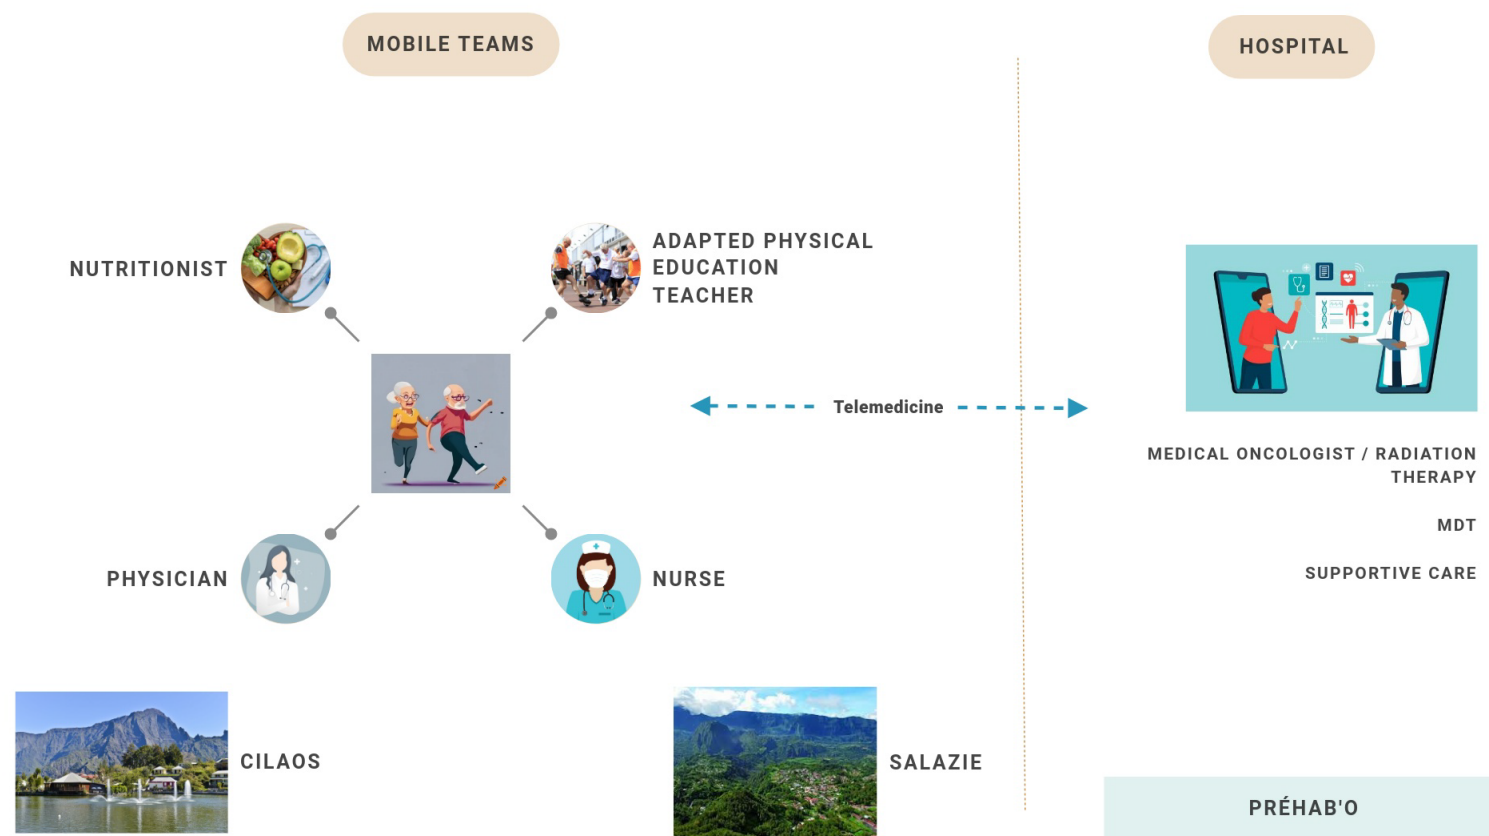 MOBILE TEAMS
HOSPITAL
NUTRITIONIST
ADAPTED PHYSICAL
EDUCATION
TEACHER
Telemedicine
MEDICAL ONCOLOGIST / RADIATION
THERAPY
MDT
SUPPORTIVE CARE
PHYSICIAN
NURSE
CILAOS
SALAZIE
PRÉHAB'O